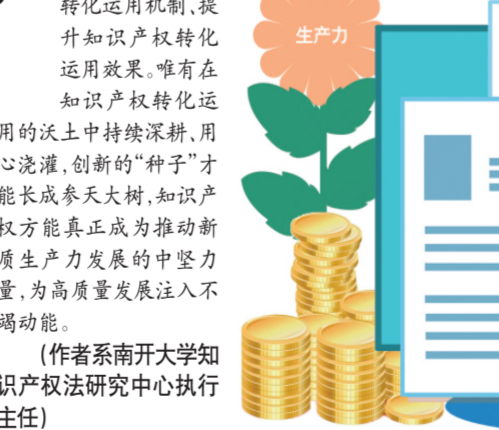 转化运用机制、提
升知识产权转化
运用效果。唯有在
知识产权转化运
用的沃土中持续深耕、用
心浇灌，创新的“种子”才
能长成参天大树，知识产
权方能真正成为推动新
质生产力发展的中坚力
量，为高质量发展注入不
竭动能。
（作者系南开大学知
识产权法研究中心执行
主任）
生产力